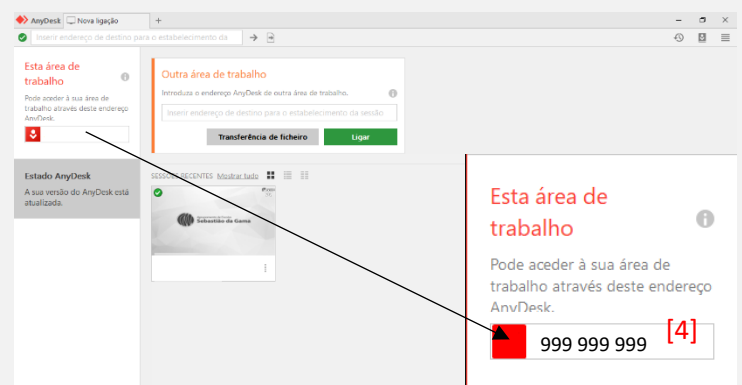 AnyDesk
Nova ligação
+
Inserir endereço de destino para o estabelecimento da
Esta área de
trabalho
Pode aceder à sua área de
trabalho através deste endereço
AnyDesk.
Estado AnyDesk
A sua versão do AnyDesk está
atualizada.
Outra área de trabalho
Introduza o endereço AnyDesk de outra área de trabalho.
Inserir endereço de destino para o estabelecimento da sessão
Transferência de ficheiro
Ligar
SESSÕES RECENTES Mostrar tudo
Sebastião da Gama
Esta área de
trabalho
Pode aceder à sua área de
trabalho através deste endereço
AnyDesk.
999 999 999
[4]